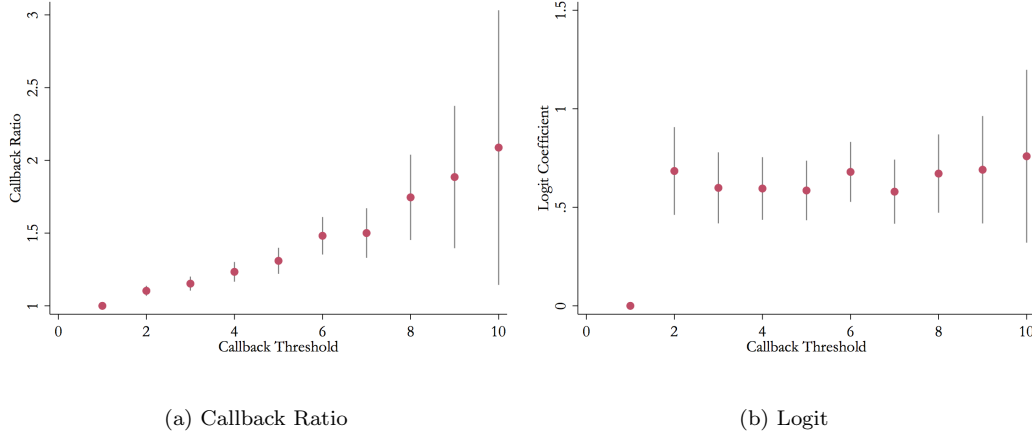 Callback Ratio
3
2.5
2
1.5
1
0 2 4 6 8 10
Callback Threshold
(a) Callback Ratio
Logit Coefficient
1.5
1
.5
0
0 2 4 6 8 10
Callback Threshold
(b) Logit